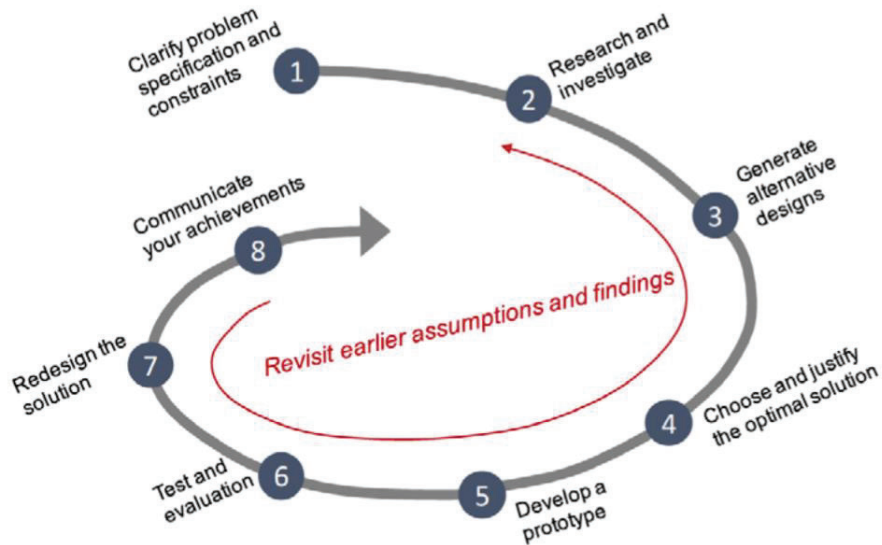 1
Clarify problem
specification and
constraints
2
Research and
investigate
3
Generate
alternative
designs
4
Choose and justify
the optimal solution
5
Develop a
prototype
6
Test and
evaluation
7
Redesign the
solution
8
Communicate
your achievements
Revisit earlier assumptions and findings